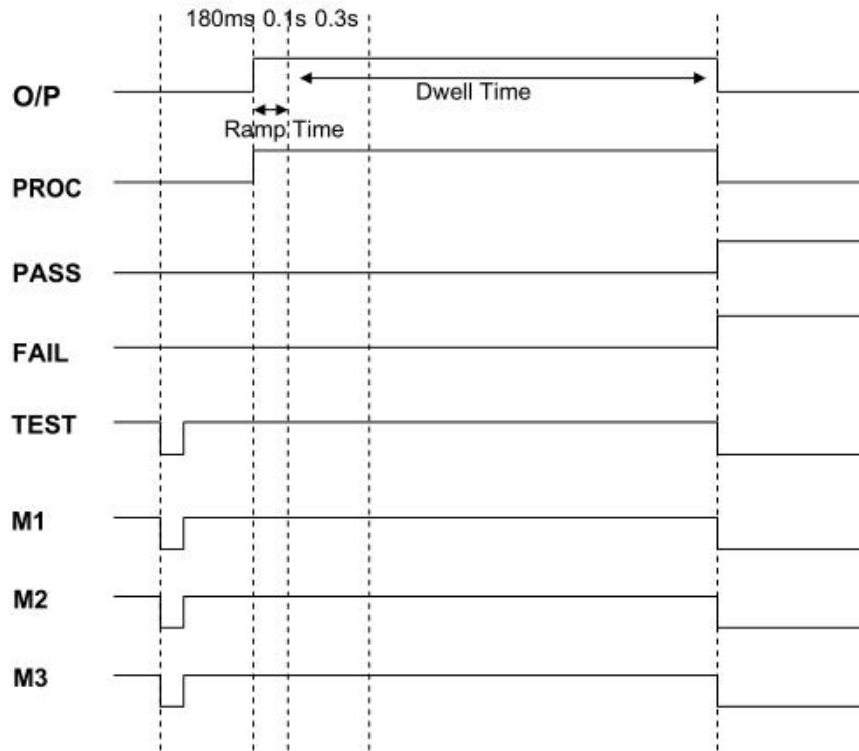 180ms 0.1s 0.3s
O/P
Dwell Time
Ramp Time
PROC
PASS
FAIL
TEST
M1
M2
M3